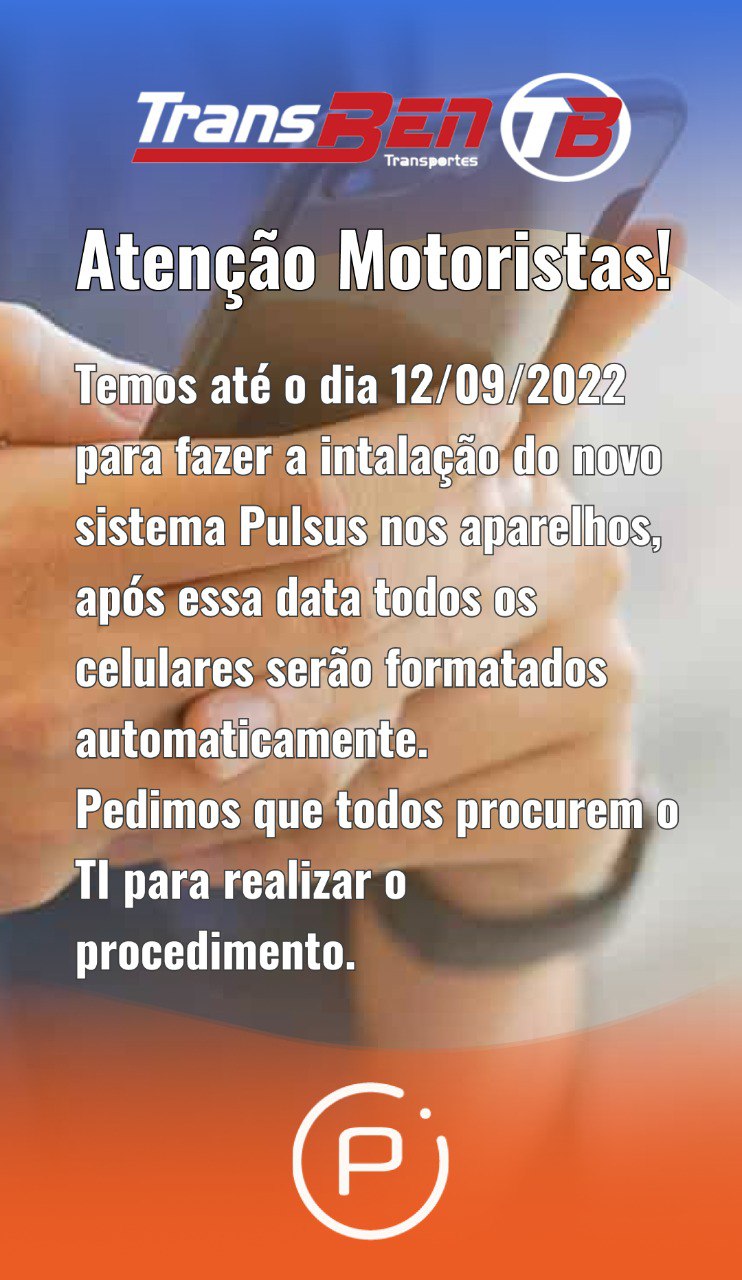 TransBen TB
Transportes
Atenção Motoristas!
Temos até o dia 12/09/2022
para fazer a intalação do novo
sistema Pulsus nos aparelhos,
após essa data todos os
celulares serão formatados
automaticamente.
Pedimos que todos procurem o
TI para realizar o
procedimento.
P